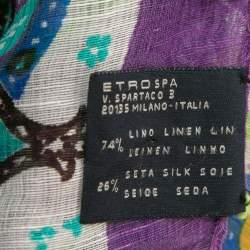 ETRO SPA
V. SPARTACO 3
20135 MILANO-ITALIA
74% LINO LINEN LIN
LEINEN LINHO
SETA SILK SOIE
26% SEIDE SEDA